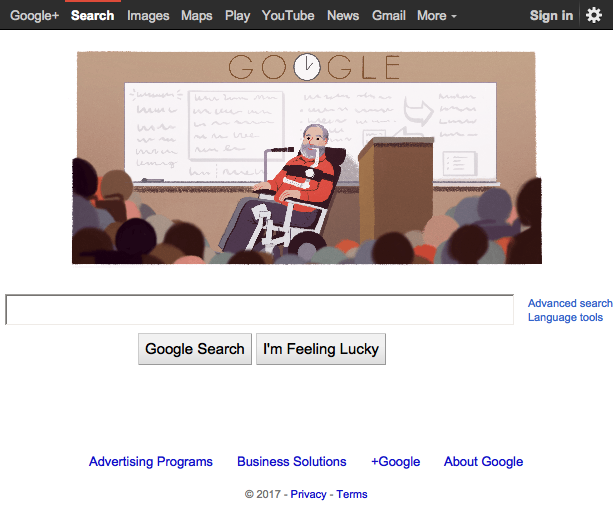 Google+ Search Images Maps Play YouTube News Gmail More Sign in
GOOGLE
Advanced search
Language tools
Google Search I'm Feeling Lucky
Advertising Programs Business Solutions +Google About Google
© 2017 - Privacy - Terms